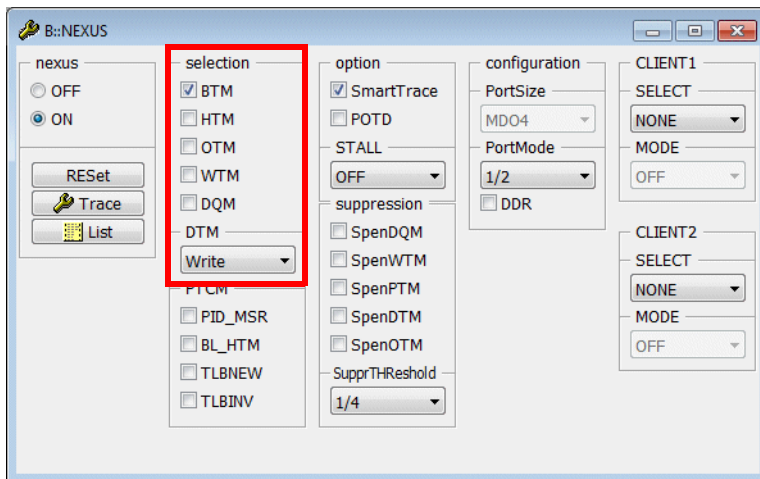 B::NEXUS
nexus
OFF
ON
RESet
Trace
List
selection
BTM
HTM
OTM
WTM
DQM
DTM
Write
PTCM
PID_MSR
BL_HTM
TLBNEW
TLBINV
option
SmartTrace
POTD
STALL
OFF
suppression
SpenDQM
SpenWTM
SpenPTM
SpenDTM
SpenOTM
SupprTHReshold
1/4
configuration
PortSize
MDO4
PortMode
1/2
DDR
CLIENT1
SELECT
NONE
MODE
OFF
CLIENT2
SELECT
NONE
MODE
OFF